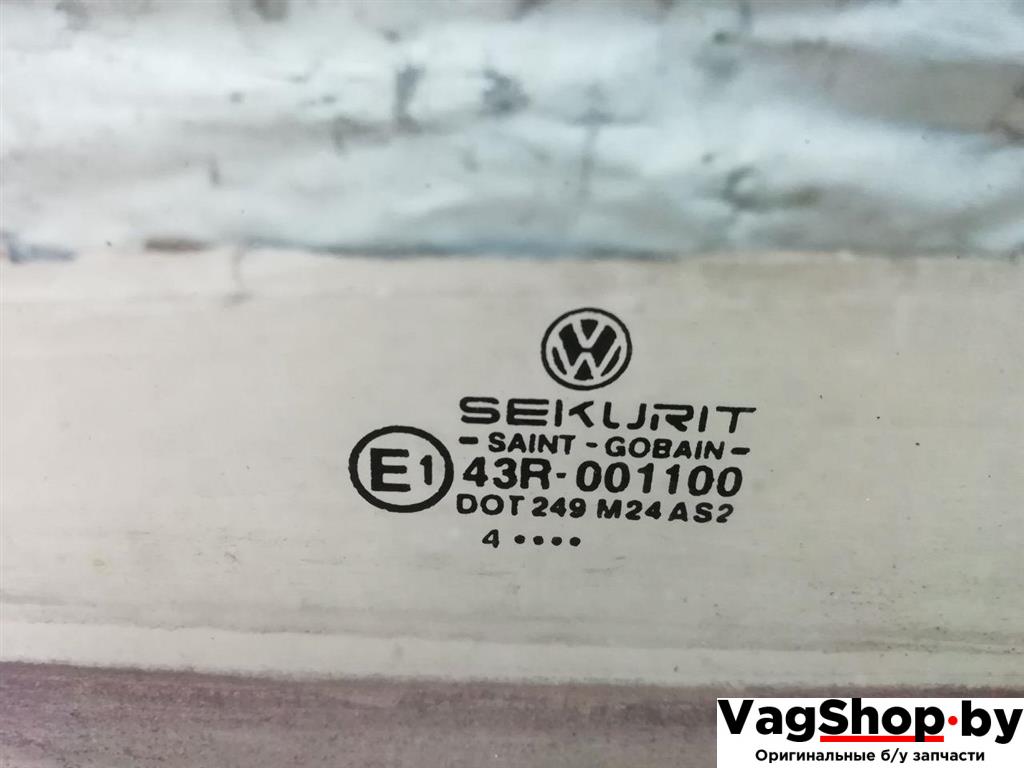 SEKURIT
- SAINT - GOBAIN -
E1 43R-001100
DOT 249 M24 AS2
4 ••••
VagShop.by
Оригинальные б/у запчасти